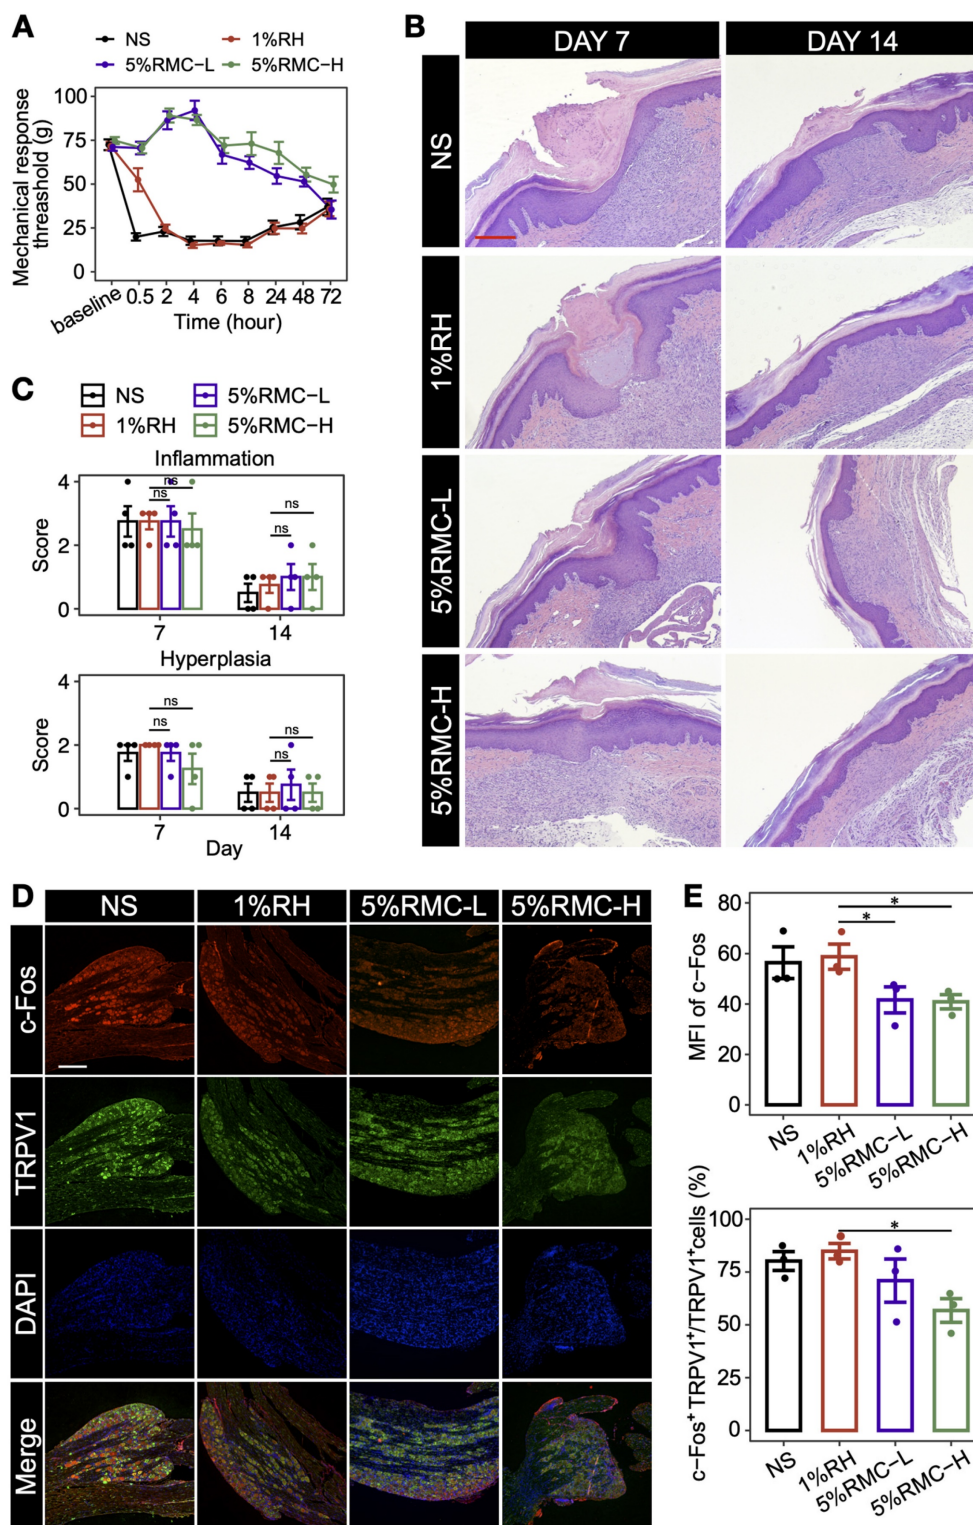 A
NS
1%RH
5%RMC−L
5%RMC−H
Mechanical response
threashold (g)
100
75
50
25
0
baseline 0.5 2 4 6 8 24 48 72
Time (hour)
B
DAY 7
DAY 14
NS
1%RH
5%RMC-L
5%RMC-H
C
NS
5%RMC−L
1%RH
5%RMC−H
Inflammation
Score
4
2
0
ns
ns
ns
ns
7
14
Hyperplasia
Score
4
2
0
ns
ns
ns
ns
7
14
Day
D
NS
1%RH
5%RMC-L
5%RMC-H
c-Fos
TRPV1
DAPI
Merge
E
MFI of c−Fos
80
60
40
20
0
*
*
NS
1%RH
5%RMC−L
5%RMC−H
c−Fos⁺ TRPV1⁺/TRPV1⁺cells (%)
100
75
50
25
0
*
NS
1%RH
5%RMC−L
5%RMC−H